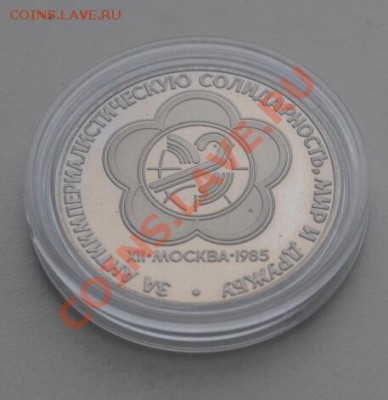 COINS.LAVE.RU
ЗА АНТИИМПЕРИАЛИСТИЧЕСКУЮ СОЛИДАРНОСТЬ, МИР И ДРУЖБУ
XII·МОСКВА·1985
COINS.LAVE.RU